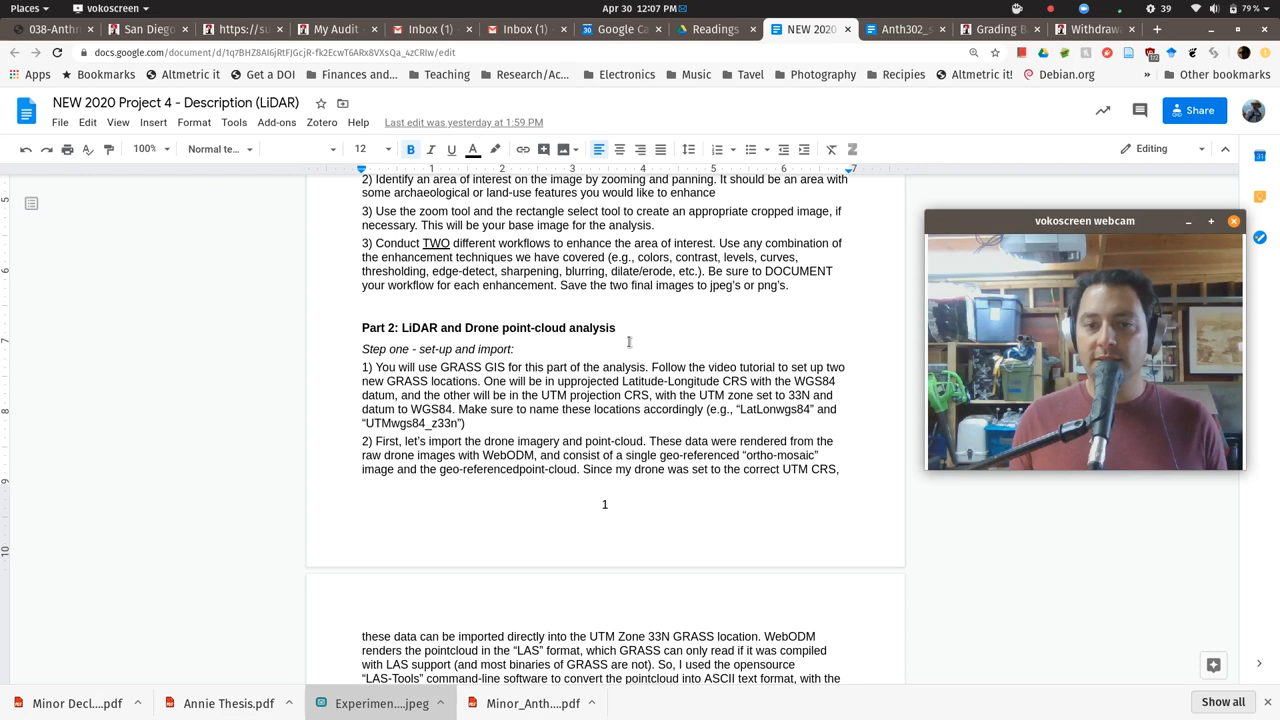 Places
vokoscreen
Apr 30 12:07 PM
39
79 %
038-Anth
San Diego
https://su
My Audit
Inbox (1)
Inbox (1)
Google Ca
Readings
NEW 2020
Anth302_s
Grading B
Withdraw
docs.google.com/document/d/1q7BHZ8AI6jRtFJGcjR-fk2EcwT6ARx8VXsQa_4zCRIw/edit
Apps
Bookmarks
Altmetric it
Get a DOI
Finances and...
Teaching
Research/Ac...
Electronics
Music
Tavel
Photography
Recipies
Altmetric it!
Debian.org
»
Other bookmarks
NEW 2020 Project 4 - Description (LiDAR)
File Edit View Insert Format Tools Add-ons Zotero Help Last edit was yesterday at 1:59 PM
Share
100% Normal te... 12 B I U A
Editing
1 2 3 4 5 6 7
2) Identify an area of interest on the image by zooming and panning. It should be an area with
some archaeological or land-use features you would like to enhance
3) Use the zoom tool and the rectangle select tool to create an appropriate cropped image, if
necessary. This will be your base image for the analysis.
3) Conduct TWO different workflows to enhance the area of interest. Use any combination of
the enhancement techniques we have covered (e.g., colors, contrast, levels, curves,
thresholding, edge-detect, sharpening, blurring, dilate/erode, etc.). Be sure to DOCUMENT
your workflow for each enhancement. Save the two final images to jpeg's or png's.
Part 2: LiDAR and Drone point-cloud analysis
Step one - set-up and import:
1) You will use GRASS GIS for this part of the analysis. Follow the video tutorial to set up two
new GRASS locations. One will be in upprojected Latitude-Longitude CRS with the WGS84
datum, and the other will be in the UTM projection CRS, with the UTM zone set to 33N and
datum to WGS84. Make sure to name these locations accordingly (e.g., “LatLonwgs84” and
“UTMwgs84_z33n”)
2) First, let’s import the drone imagery and point-cloud. These data were rendered from the
raw drone images with WebODM, and consist of a single geo-referenced “ortho-mosaic”
image and the geo-referencedpoint-cloud. Since my drone was set to the correct UTM CRS,
1
these data can be imported directly into the UTM Zone 33N GRASS location. WebODM
renders the pointcloud in the “LAS” format, which GRASS can only read if it was compiled
with LAS support (and most binaries of GRASS are not). So, I used the opensource
“LAS-Tools” command-line software to convert the pointcloud into ASCII text format, with the
5
6
7
8
9
10
vokoscreen webcam
31
Minor Decl....pdf
Annie Thesis.pdf
Experimen....jpeg
Minor_Anth...pdf
Show all